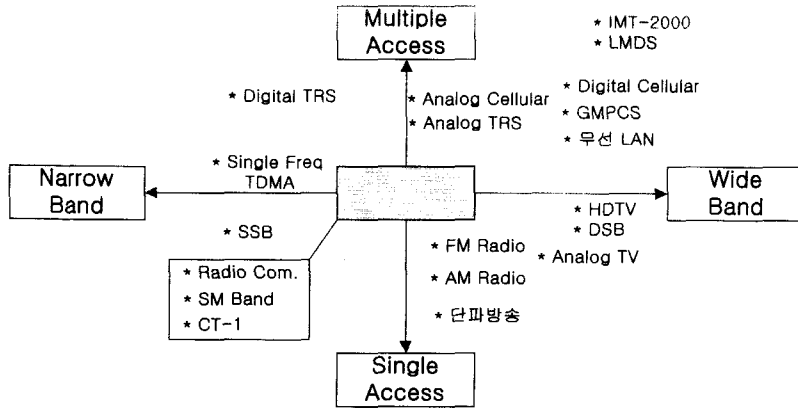 Multiple
Access
* IMT-2000
* LMDS
* Digital TRS
* Analog Cellular
* Analog TRS
* Digital Cellular
* GMPCS
* 무선 LAN
Narrow
Band
* Single Freq
TDMA
Wide
Band
* SSB
* HDTV
* DSB
* Analog TV
* FM Radio
* AM Radio
* 단파방송
* Radio Com.
* SM Band
* CT-1
Single
Access